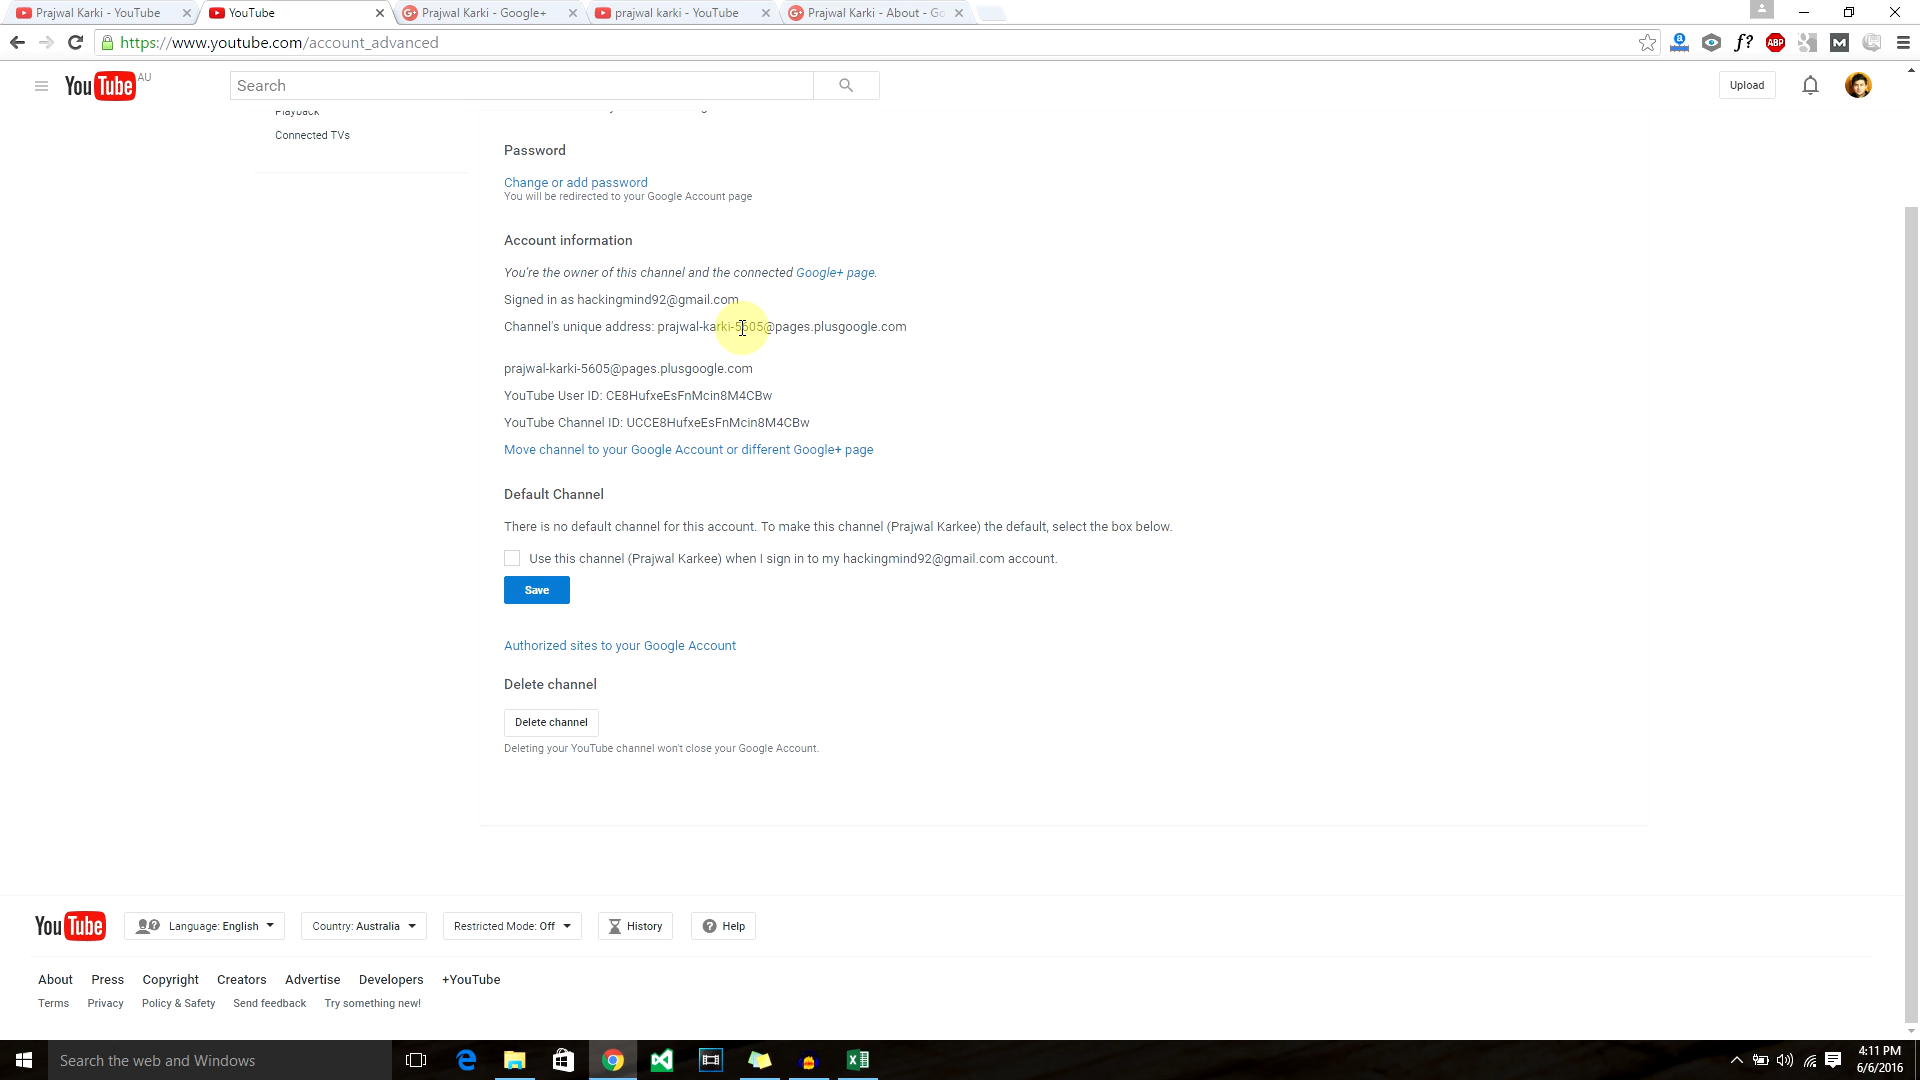 Prajwal Karki - YouTube
YouTube
Prajwal Karki - Google+
prajwal karki - YouTube
Prajwal Karki - About - Go
https://www.youtube.com/account_advanced
f?
ABP
M
YouTube AU
Search
Upload
Playback
Connected TVs
Password
Change or add password
You will be redirected to your Google Account page
Account information
You're the owner of this channel and the connected Google+ page.
Signed in as hackingmind92@gmail.com
Channel's unique address: prajwal-karki-5605@pages.plusgoogle.com
prajwal-karki-5605@pages.plusgoogle.com
YouTube User ID: CE8HufxeEsFnMcin8M4CBw
YouTube Channel ID: UCCE8HufxeEsFnMcin8M4CBw
Move channel to your Google Account or different Google+ page
Default Channel
There is no default channel for this account. To make this channel (Prajwal Karkee) the default, select the box below.
Use this channel (Prajwal Karkee) when I sign in to my hackingmind92@gmail.com account.
Save
Authorized sites to your Google Account
Delete channel
Delete channel
Deleting your YouTube channel won't close your Google Account.
YouTube
Language: English
Country: Australia
Restricted Mode: Off
History
Help
About Press Copyright Creators Advertise Developers +YouTube
Terms Privacy Policy & Safety Send feedback Try something new!
Search the web and Windows
4:11 PM
6/6/2016